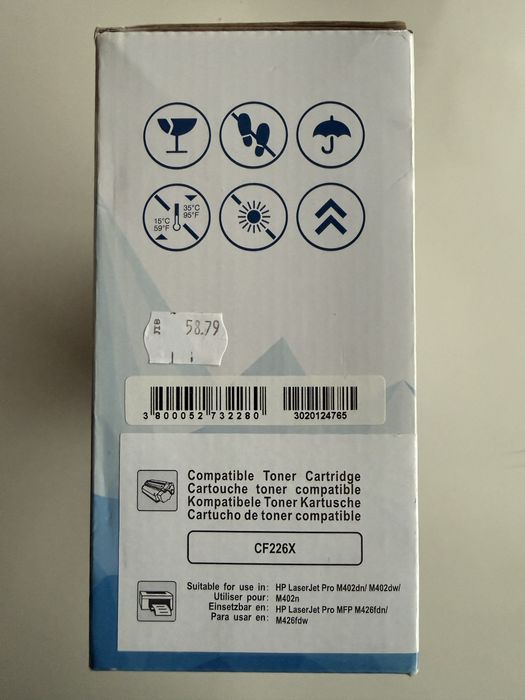 35°C
95°F
15°C
59°F
лв 58.79
3 800052 732280
3020124765
Compatible Toner Cartridge
Cartouche toner compatible
Kompatibele Toner Kartusche
Cartucho de toner compatible
CF226X
Suitable for use in: HP LaserJet Pro M402dn/ M402dw/
Utiliser pour: M402n
Einsetzbar en: HP LaserJet Pro MFP M426fdn/
Para usar en: M426fdw